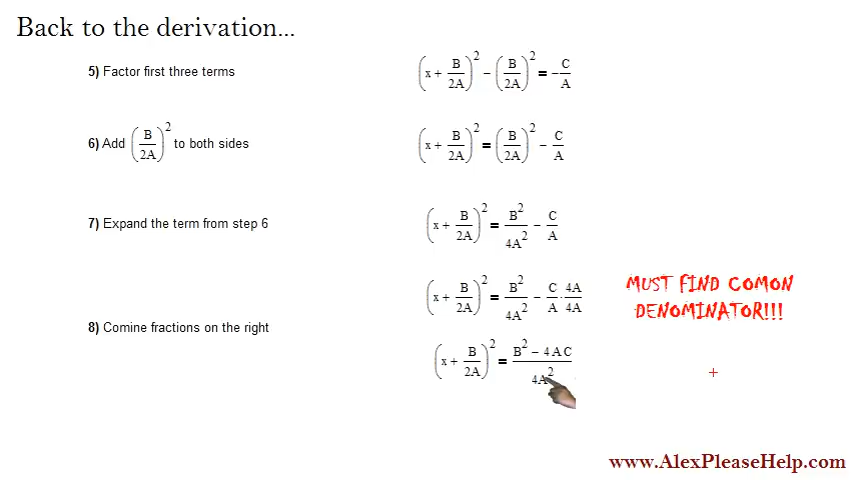 Back to the derivation...
5) Factor first three terms
(x + B/2A)² − (B/2A)² = −C/A
6) Add (B/2A)² to both sides
(x + B/2A)² = (B/2A)² − C/A
7) Expand the term from step 6
(x + B/2A)² = B²/4A² − C/A
(x + B/2A)² = B²/4A² − C/A · 4A/4A
MUST FIND COMON
DENOMINATOR!!!
8) Comine fractions on the right
(x + B/2A)² = B² − 4AC/4A²
+
www.AlexPleaseHelp.com